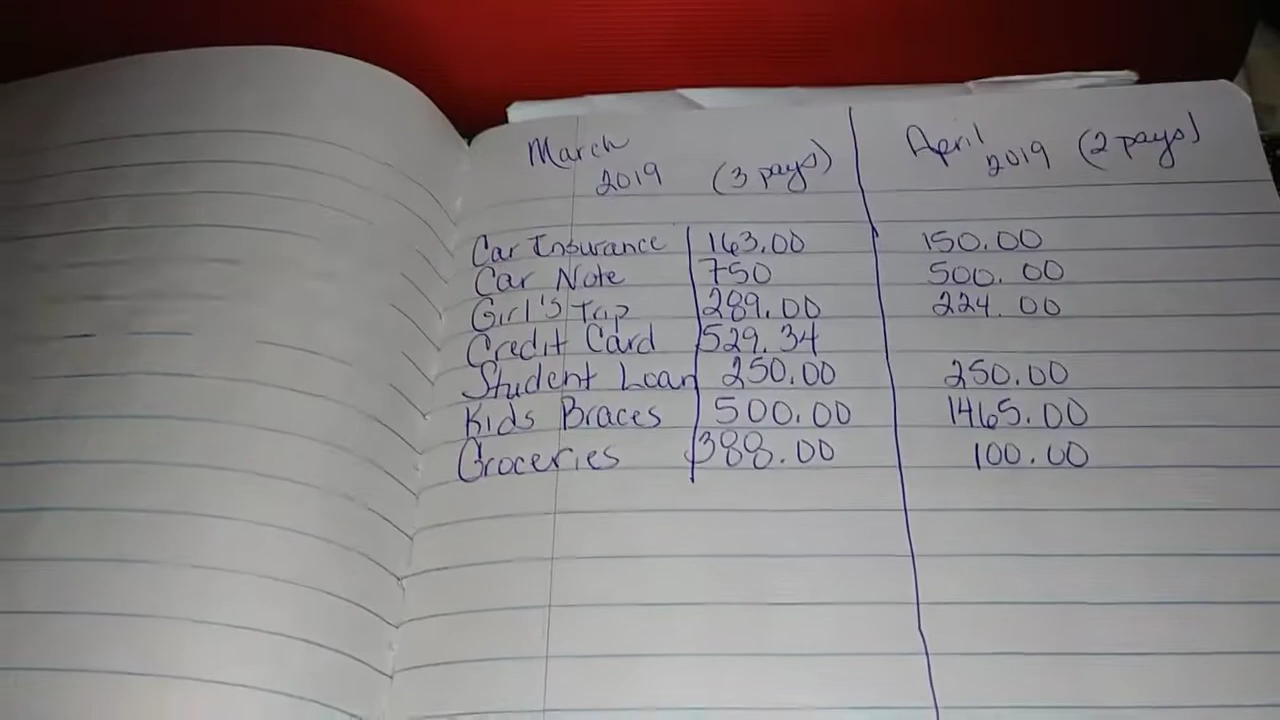 March 2019 (3 pays) April 2019 (2 pays)
Car Insurance 163.00 150.00
Car Note 750 500.00
Girl's Trip 289.00 224.00
Credit Card 529.34
Student Loan 250.00 250.00
Kids Braces 500.00 1465.00
Groceries 388.00 100.00